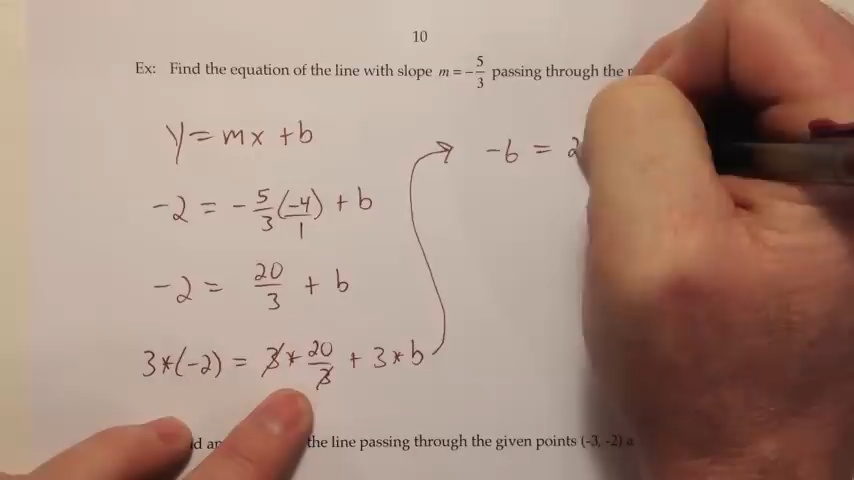 10
Ex: Find the equation of the line with slope m = -5/3 passing through the
y = mx + b
-2 = -5/3 (-4/1) + b
-2 = 20/3 + b
3*(-2) = 3* 20/3 + 3*b
-6 = 2
the line passing through the given points (-3, -2)